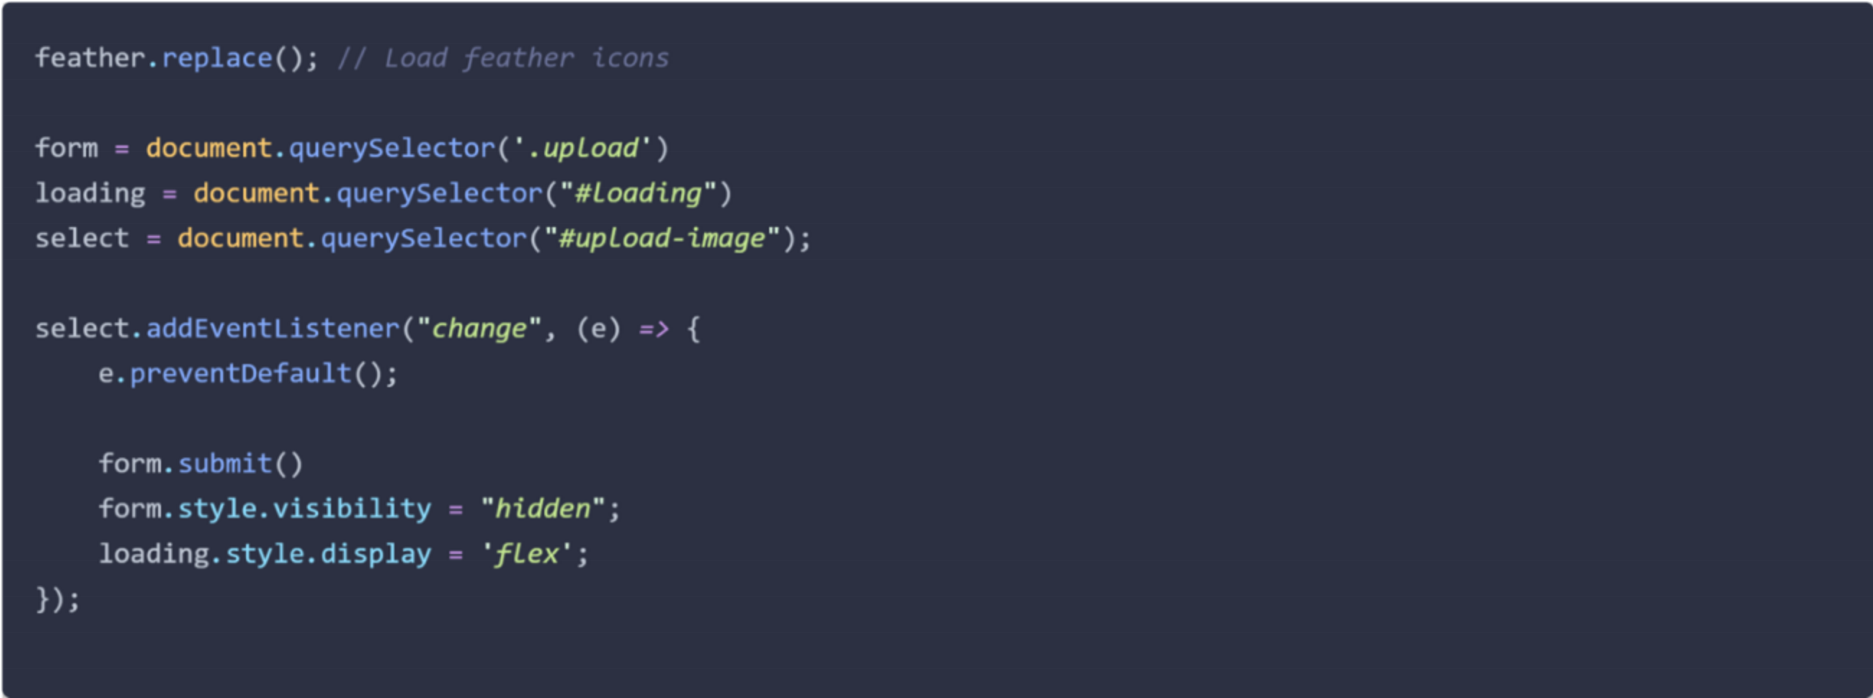 feather.replace(); // Load feather icons
form = document.querySelector('.upload')
loading = document.querySelector("#loading")
select = document.querySelector("#upload-image");
select.addEventListener("change", (e) => {
    e.preventDefault();
    form.submit()
    form.style.visibility = "hidden";
    loading.style.display = 'flex';
});